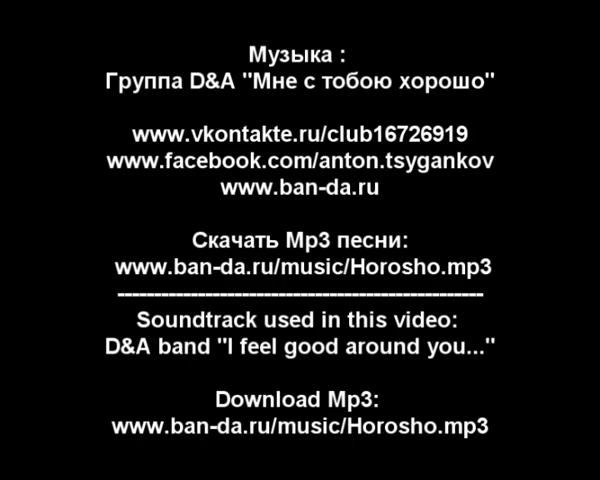 Музыка :
Группа D&A "Мне с тобою хорошо"
www.vkontakte.ru/club16726919
www.facebook.com/anton.tsygankov
www.ban-da.ru
Скачать Mp3 песни:
www.ban-da.ru/music/Horosho.mp3
----------------------------------------------------
Soundtrack used in this video:
D&A band "I feel good around you..."
Download Mp3:
www.ban-da.ru/music/Horosho.mp3